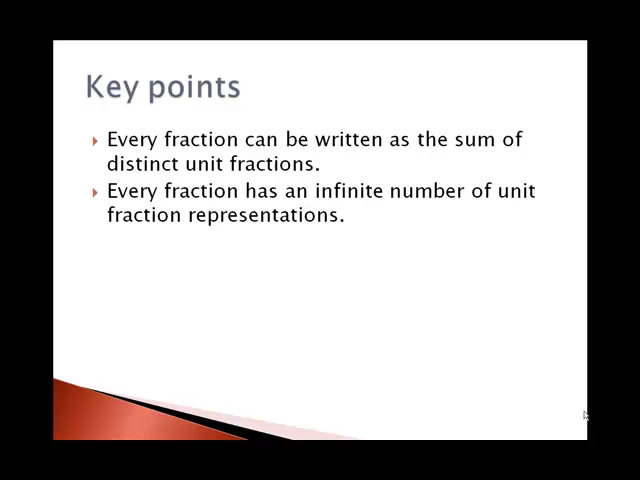 Key points
Every fraction can be written as the sum of
distinct unit fractions.
Every fraction has an infinite number of unit
fraction representations.